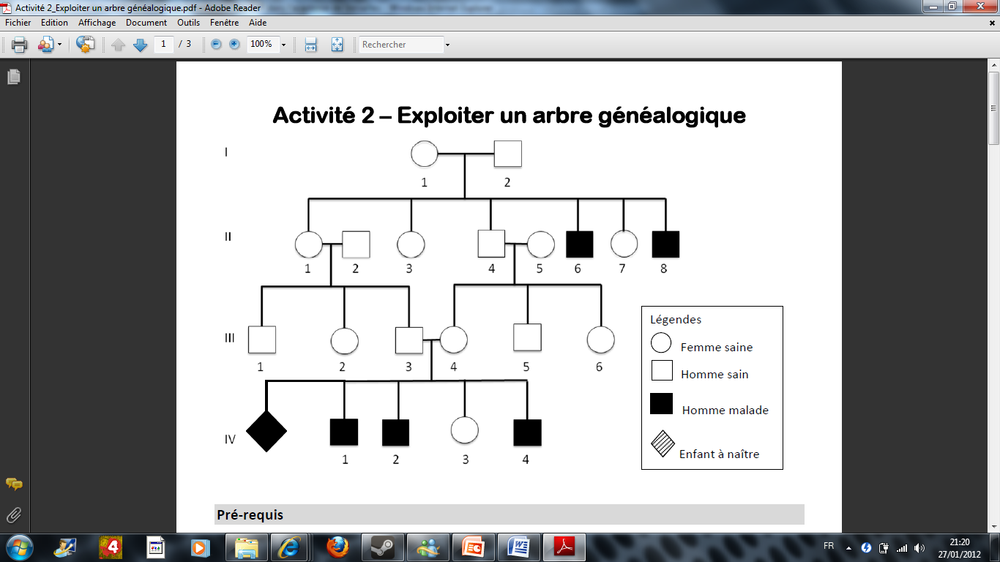 Activité 2_Exploiter un arbre généalogique.pdf - Adobe Reader
Fichier Edition Affichage Document Outils Fenêtre Aide
1 / 3 100% Rechercher
Activité 2 – Exploiter un arbre généalogique
I
1 2
II
1 2 3 4 5 6 7 8
Légendes
Femme saine
Homme sain
Homme malade
Enfant à naître
III
1 2 3 4 5 6
IV
1 2 3 4
Pré-requis
FR 21:20
27/01/2012